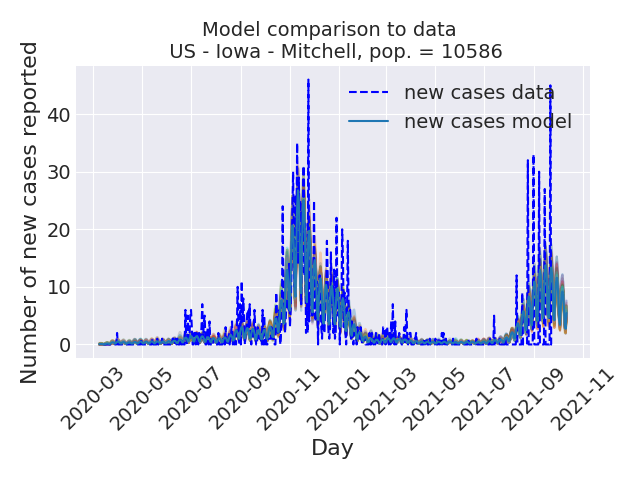 Model comparison to data
US - Iowa - Mitchell, pop. = 10586
new cases data
new cases model
Number of new cases reported
40
30
20
10
0
2020-03
2020-05
2020-07
2020-09
2020-11
2021-01
2021-03
2021-05
2021-07
2021-09
2021-11
Day